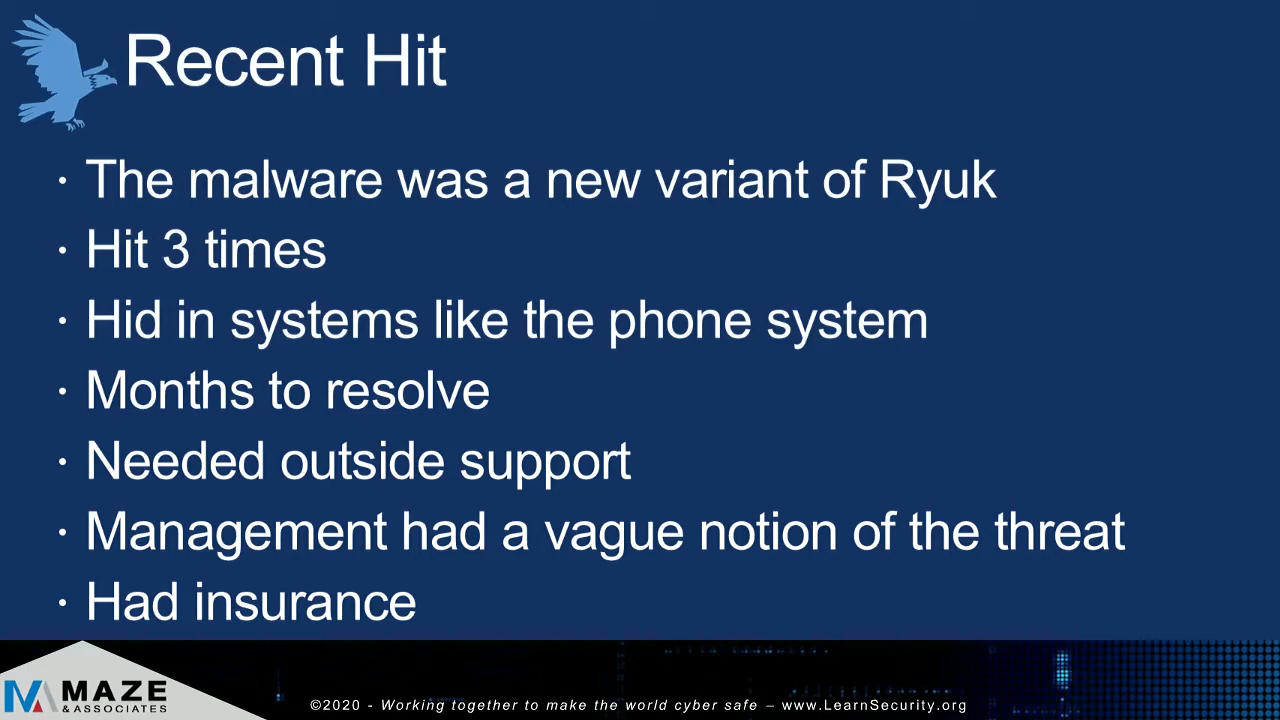 Recent Hit
· The malware was a new variant of Ryuk
· Hit 3 times
· Hid in systems like the phone system
· Months to resolve
· Needed outside support
· Management had a vague notion of the threat
· Had insurance
MAZE
& ASSOCIATES
©2020 - Working together to make the world cyber safe – www.LearnSecurity.org